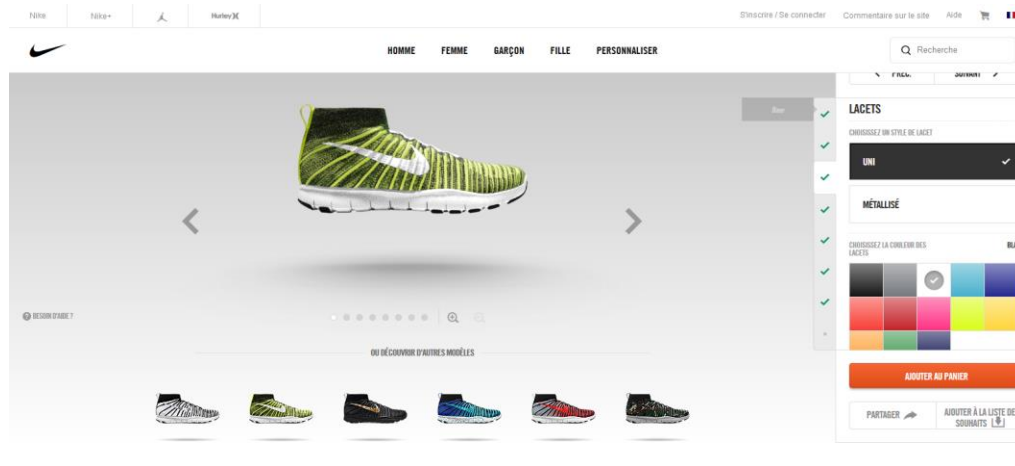 Nike
Nike+
Hurley
S'inscrire / Se connecter
Commentaire sur le site
Aide
HOMME
FEMME
GARÇON
FILLE
PERSONNALISER
Recherche
PRÉC.
SUIVANT
LACETS
CHOISISSEZ UN STYLE DE LACET
UNI
MÉTALLISÉ
CHOISISSEZ LA COULEUR DES
LACETS
BESOIN D'AIDE ?
OU DÉCOUVRIR D'AUTRES MODÈLES
AJOUTER AU PANIER
PARTAGER
AJOUTER À LA LISTE DE
SOUHAITS